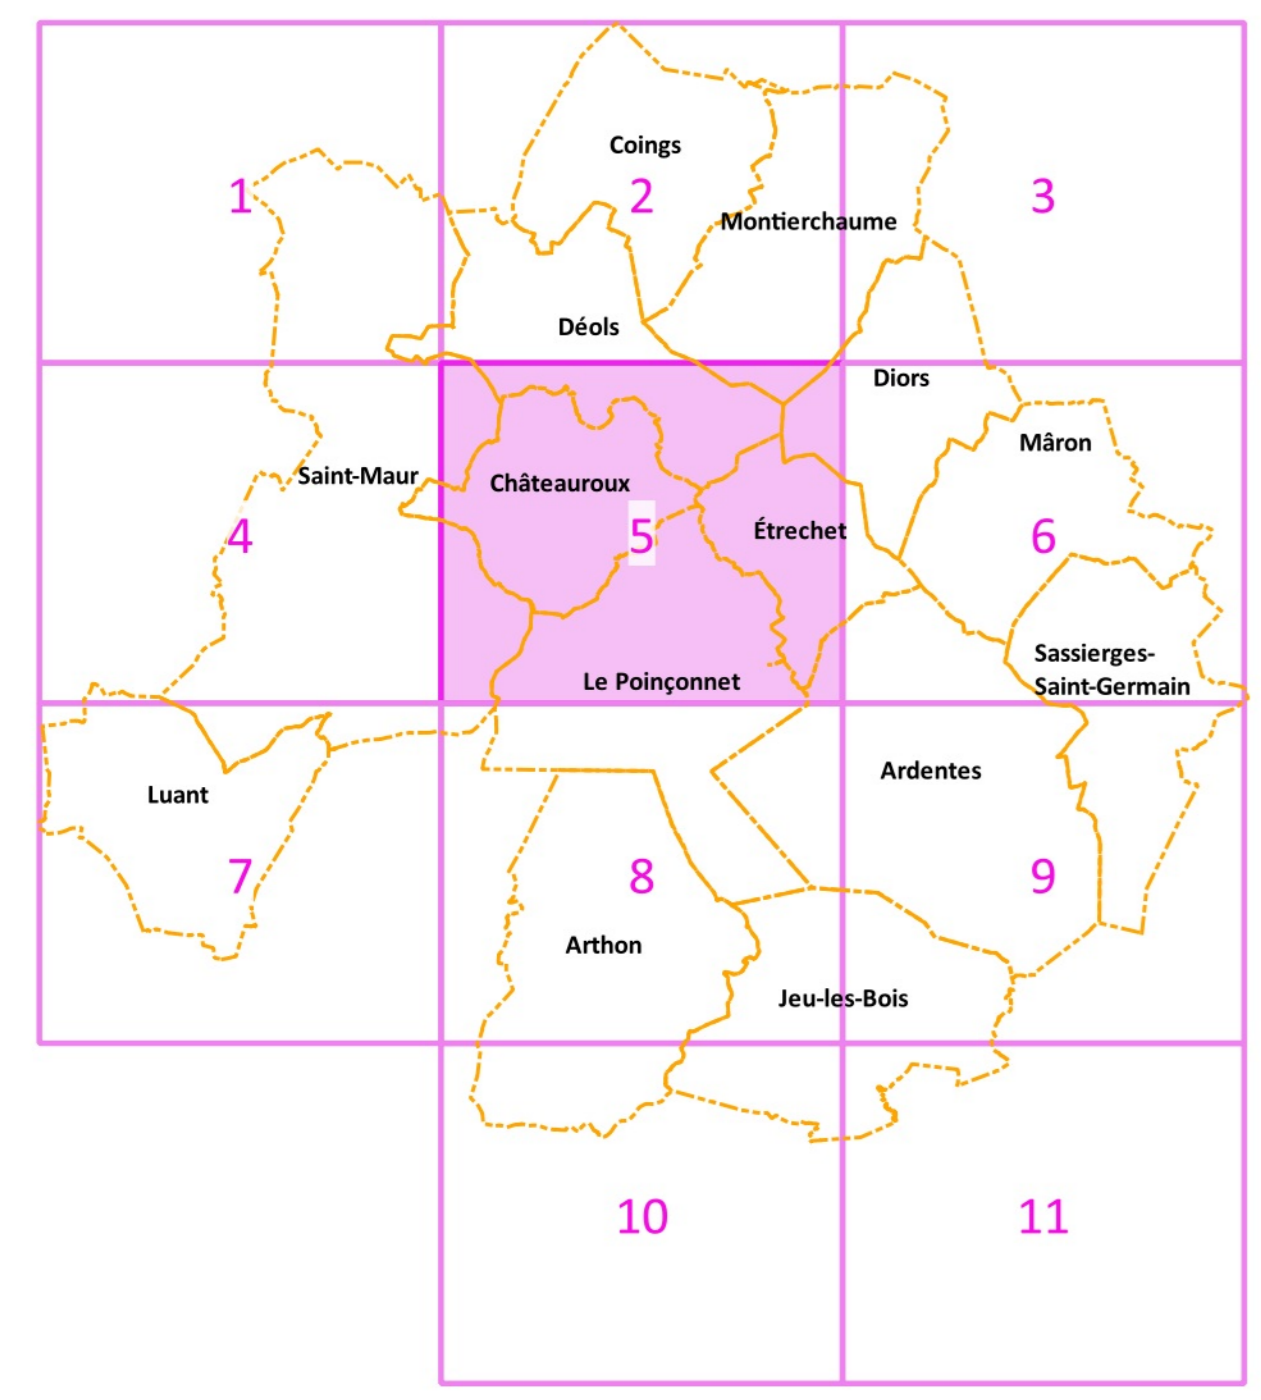 Coings
1
2
3
Montierchaume
Déols
Diors
Mâron
Saint-Maur
Châteauroux
Étrechet
4
5
6
Sassierges-
Saint-Germain
Le Poinçonnet
Ardentes
Luant
7
8
9
Arthon
Jeu-les-Bois
10
11